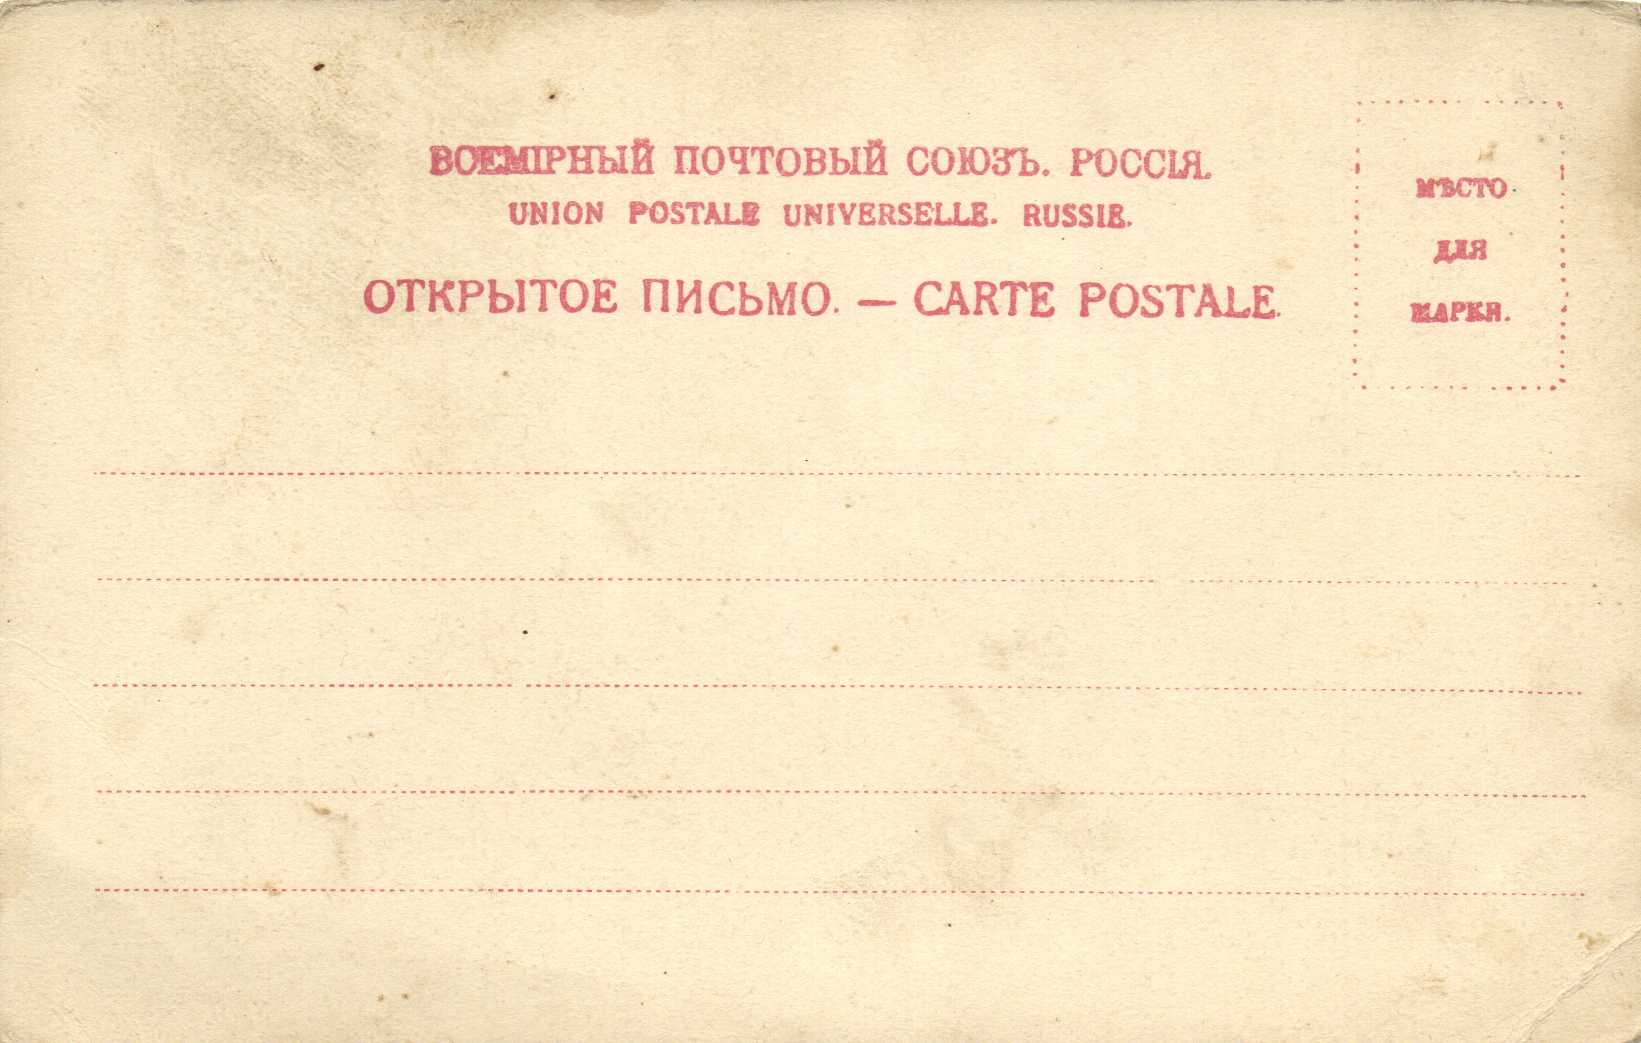 ВСЕМІРНЫЙ ПОЧТОВЫЙ СОЮЗЪ. РОССІЯ.
UNION POSTALE UNIVERSELLE. RUSSIE.
ОТКРЫТОЕ ПИСЬМО. — CARTE POSTALE.
МѢСТО
ДЛЯ
МАРКИ.